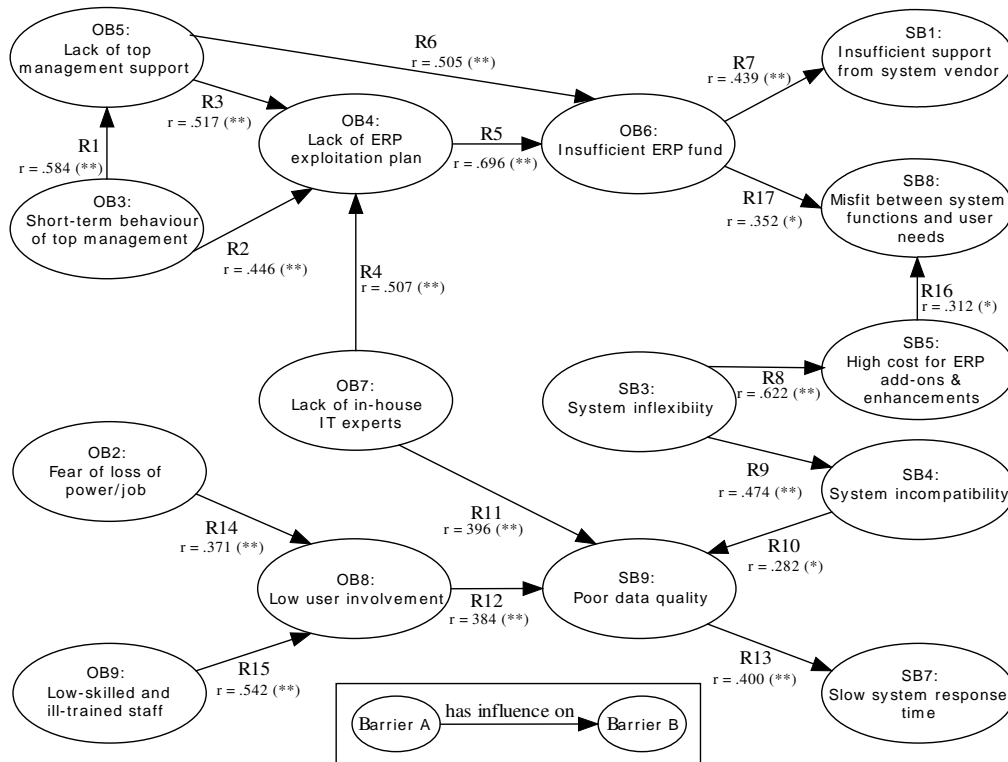 OB5:
Lack of top
management support
R6
r = .505 (**)
SB1:
Insufficient support
from system vendor
R7
r = .439 (**)
R3
r = .517 (**)
OB4:
Lack of ERP
exploitation plan
R5
r = .696 (**)
OB6:
Insufficient ERP fund
R1
r = .584 (**)
SB8:
Misfit between system
functions and user
needs
R17
r = .352 (*)
OB3:
Short-term behaviour
of top management
R2
r = .446 (**)
R4
r = .507 (**)
R16
r = .312 (*)
SB5:
High cost for ERP
add-ons &
enhancements
R8
r = .622 (**)
SB3:
System inflexibiity
OB7:
Lack of in-house
IT experts
OB2:
Fear of loss of
power/job
R9
r = .474 (**)
SB4:
System incompatibility
R11
r = 396 (**)
R14
r = .371 (**)
R10
r = .282 (*)
OB8:
Low user involvement
R12
r = 384 (**)
SB9:
Poor data quality
R15
r = .542 (**)
OB9:
Low-skilled and
ill-trained staff
R13
r = .400 (**)
SB7:
Slow system response
time
Barrier A
has influence on
Barrier B